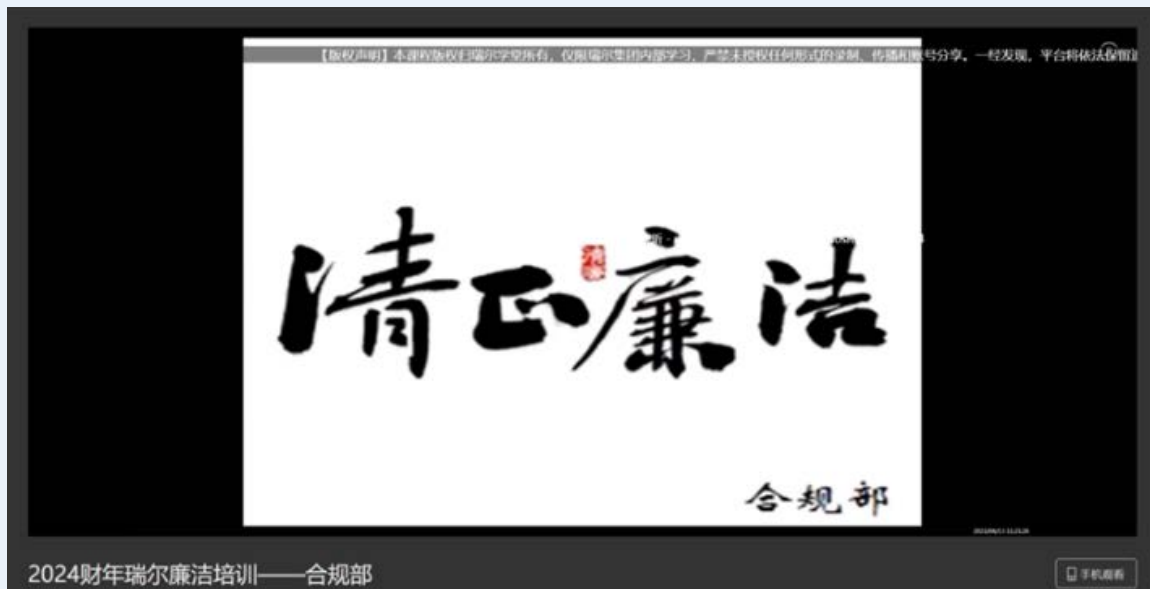 【版权声明】本课程版权归瑞尔学堂所有，仅限瑞尔集团内部学习，严禁未授权任何形式的录制、传播和账号分享。一经发现，平台将依法保留追
清正廉洁
合规部
2024财年瑞尔廉洁培训——合规部
手机观看